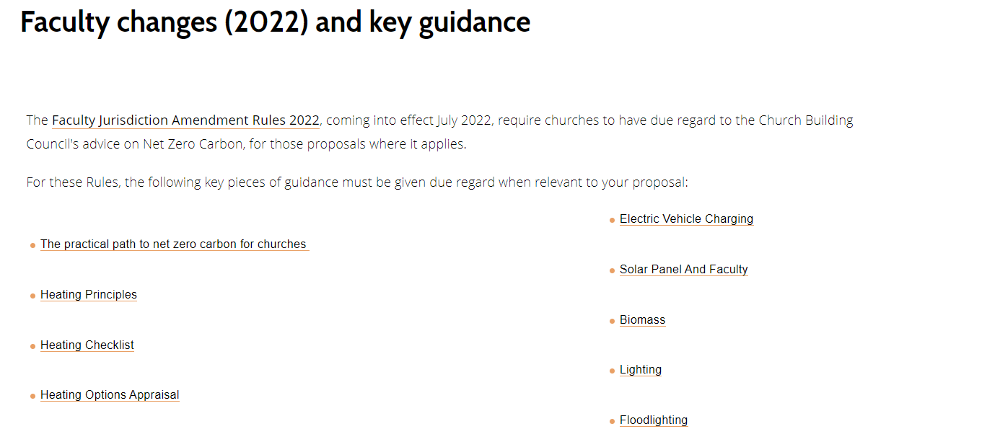 Faculty changes (2022) and key guidance
The Faculty Jurisdiction Amendment Rules 2022, coming into effect July 2022, require churches to have due regard to the Church Building
Council's advice on Net Zero Carbon, for those proposals where it applies.
For these Rules, the following key pieces of guidance must be given due regard when relevant to your proposal:
The practical path to net zero carbon for churches
Heating Principles
Heating Checklist
Heating Options Appraisal
Electric Vehicle Charging
Solar Panel And Faculty
Biomass
Lighting
Floodlighting